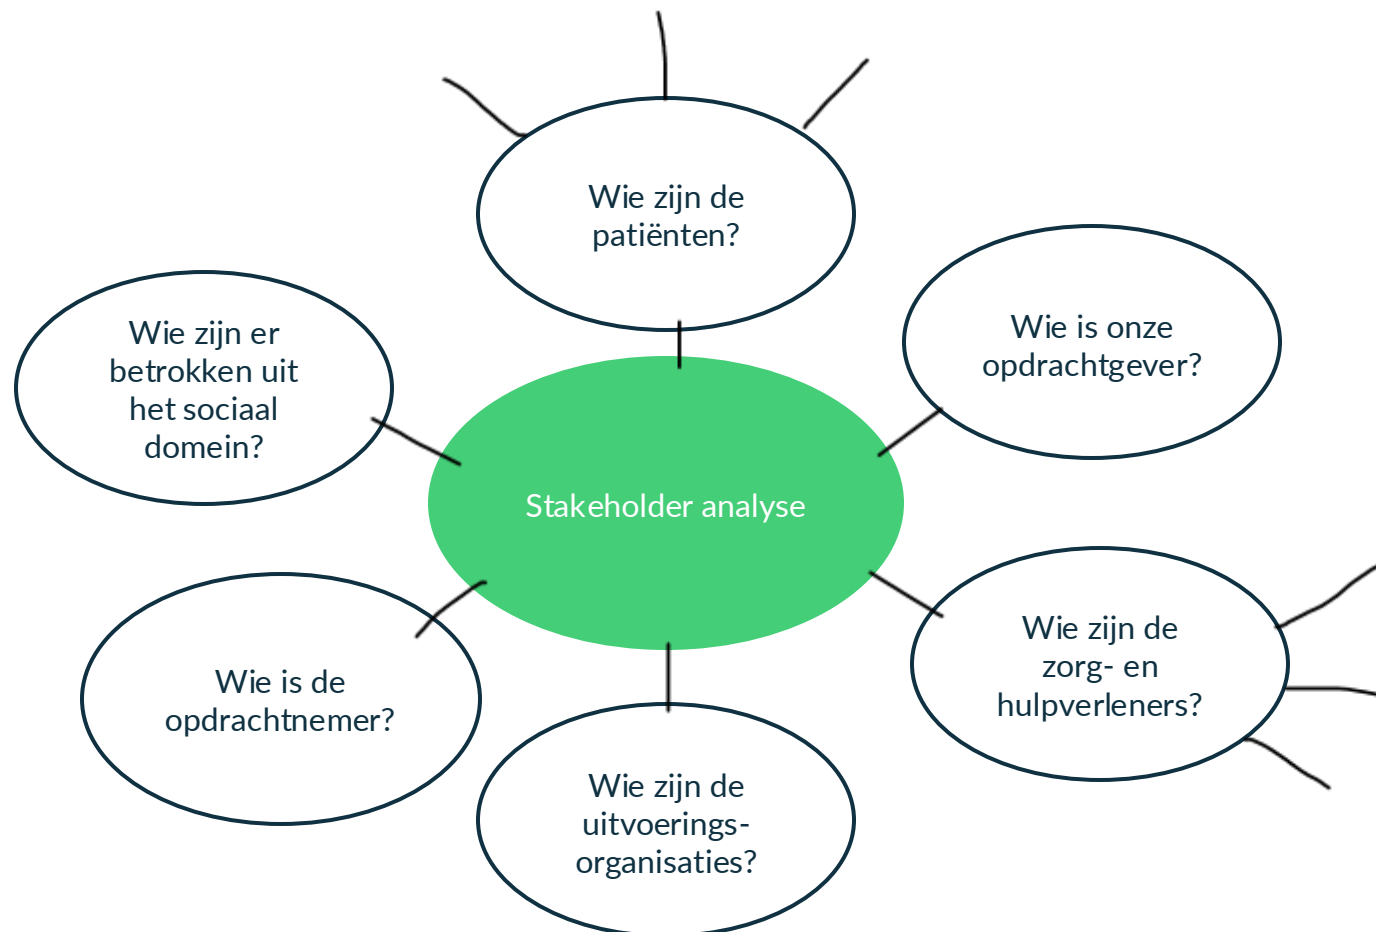 Wie zijn de
patiënten?
Wie is onze
opdrachtgever?
Wie zijn er
betrokken uit
het sociaal
domein?
Stakeholder analyse
Wie zijn de
zorg- en
hulpverleners?
Wie is de
opdrachtnemer?
Wie zijn de
uitvoerings-
organisaties?